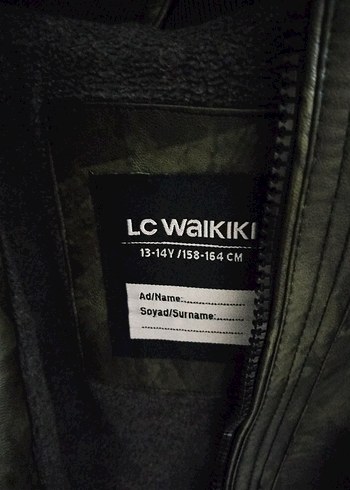 LC WAIKIKI
13-14Y/158-164 CM
Ad/Name:
Soyad/Surname: